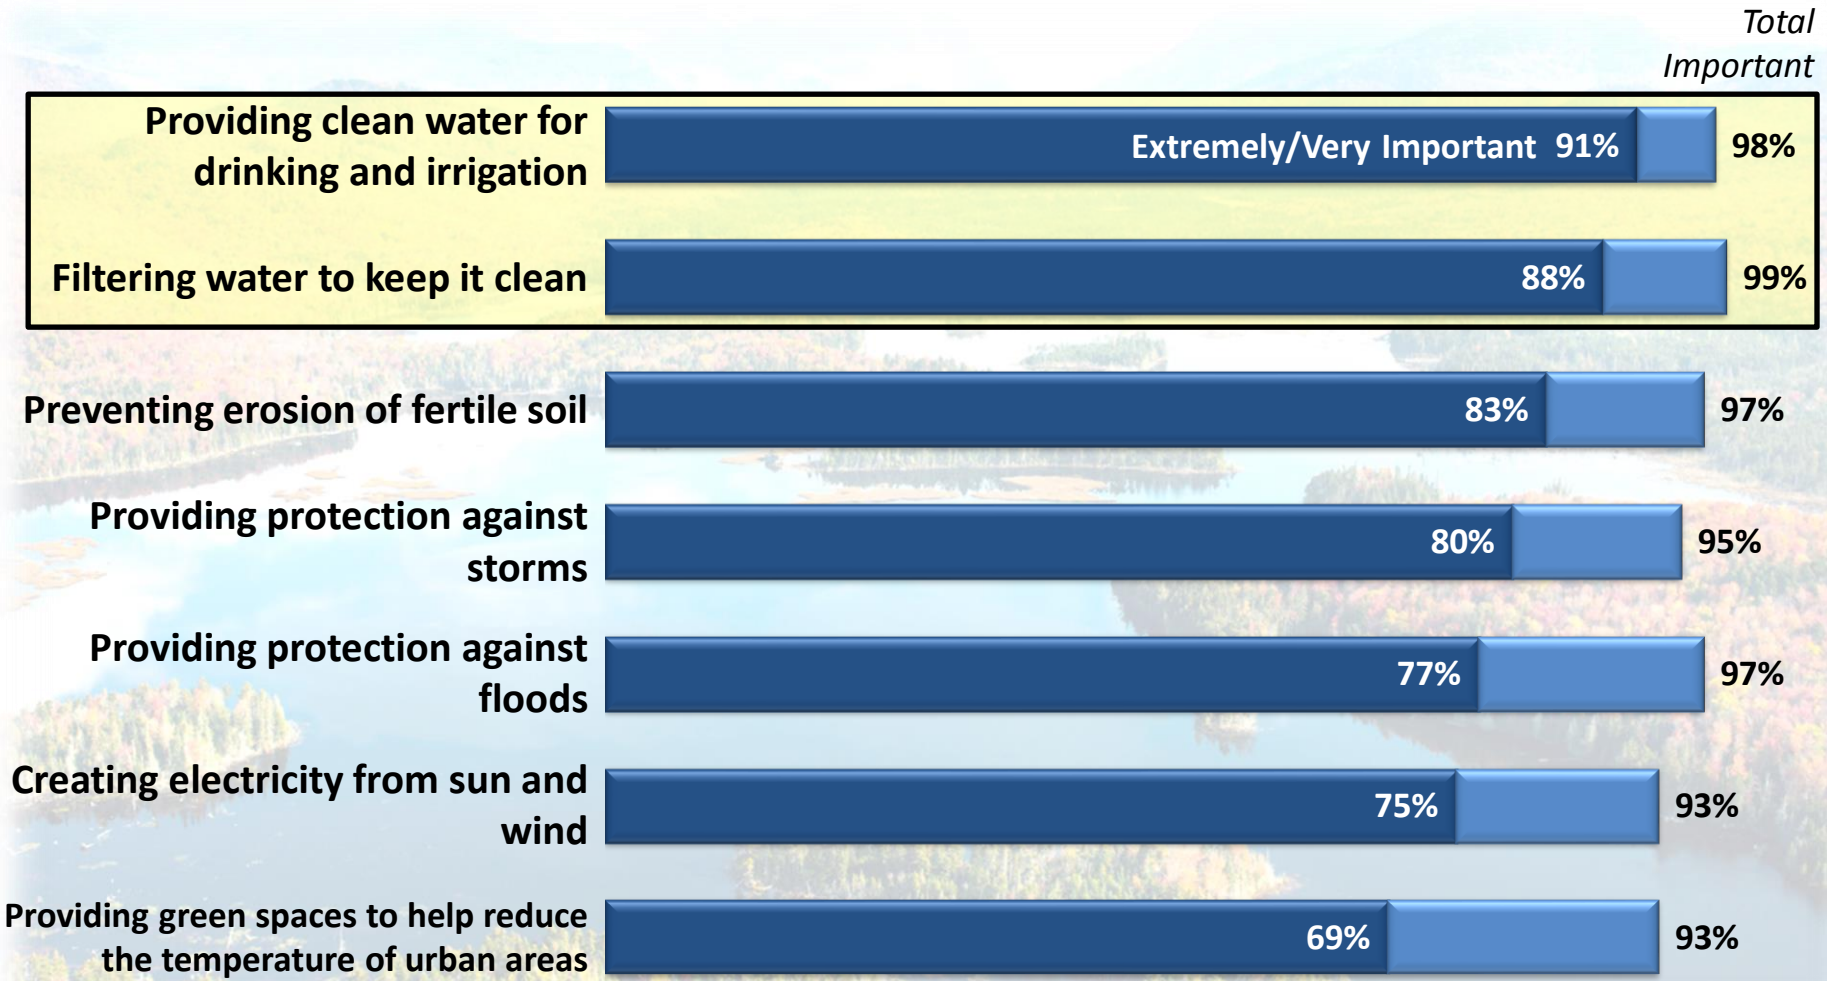 Total
Important
Providing clean water for
drinking and irrigation
Extremely/Very Important 91%
98%
Filtering water to keep it clean
88%
99%
Preventing erosion of fertile soil
83%
97%
Providing protection against
storms
80%
95%
Providing protection against
floods
77%
97%
Creating electricity from sun and
wind
75%
93%
Providing green spaces to help reduce
the temperature of urban areas
69%
93%